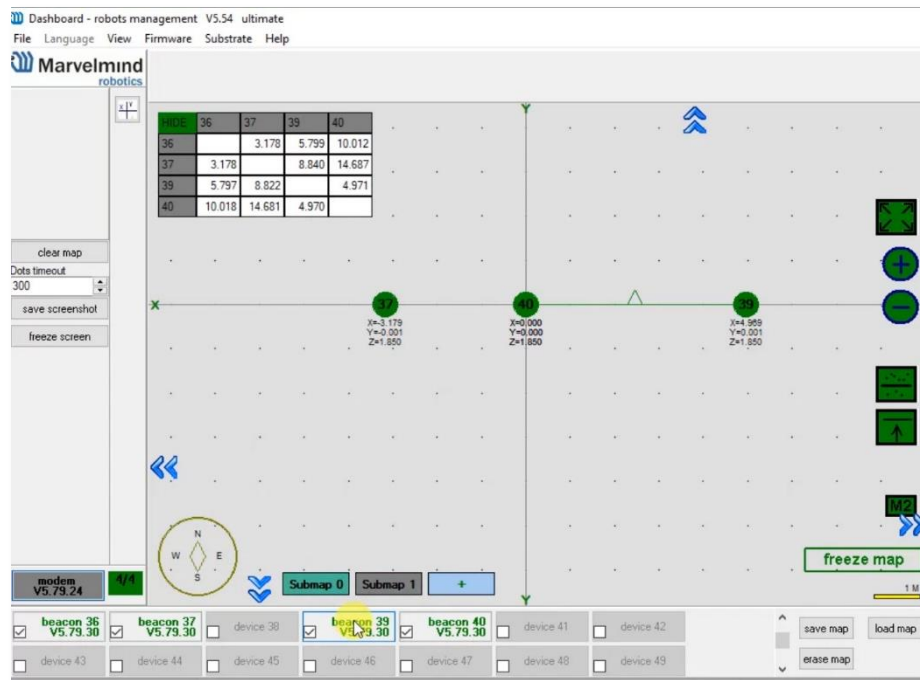 Dashboard - robots management V5.54 ultimate
File Language View Firmware Substrate Help
Marvelmind
robotics
x y
HIDE 36 37 39 40
36 3.178 5.799 10.012
37 3.178 8.840 14.687
39 5.797 8.822 4.971
40 10.018 14.681 4.970
Y
clear map
Dots timeout
300
save screenshot
freeze screen
X
37
X=-3.179
Y=-0.001
Z=1.850
40
X=0.000
Y=0.000
Z=1.850
39
X=4.969
Y=0.001
Z=1.850
M2
N
W E
S
freeze map
modem
V5.79.24
4/4
Submap 0 Submap 1 +
Y
1 M
beacon 36
V5.79.30
beacon 37
V5.79.30
device 38
beacon 39
V5.79.30
beacon 40
V5.79.30
device 41
device 42
save map
load map
device 43
device 44
device 45
device 46
device 47
device 48
device 49
erase map